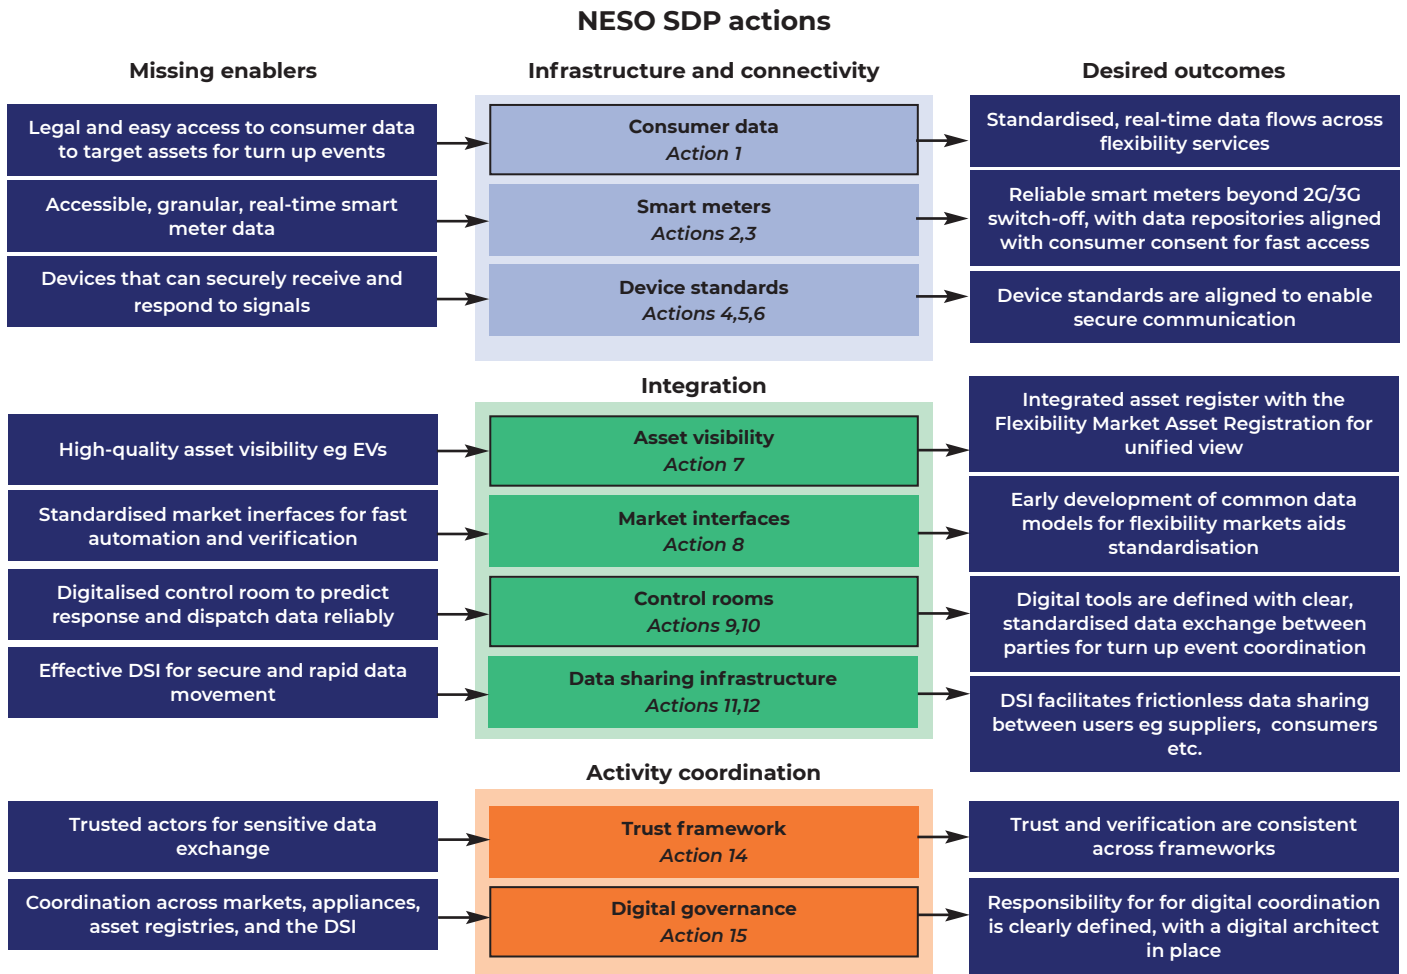 NESO SDP actions
Missing enablers
Infrastructure and connectivity
Desired outcomes
Legal and easy access to consumer data
to target assets for turn up events
Consumer data
Action 1
Standardised, real-time data flows across
flexibility services
Accessible, granular, real-time smart
meter data
Smart meters
Actions 2,3
Reliable smart meters beyond 2G/3G
switch-off, with data repositories aligned
with consumer consent for fast access
Devices that can securely receive and
respond to signals
Device standards
Actions 4,5,6
Device standards are aligned to enable
secure communication
Integration
High-quality asset visibility eg EVs
Asset visibility
Action 7
Integrated asset register with the
Flexibility Market Asset Registration for
unified view
Standardised market inerfaces for fast
automation and verification
Market interfaces
Action 8
Early development of common data
models for flexibility markets aids
standardisation
Digitalised control room to predict
response and dispatch data reliably
Control rooms
Actions 9,10
Digital tools are defined with clear,
standardised data exchange between
parties for turn up event coordination
Effective DSI for secure and rapid data
movement
Data sharing infrastructure
Actions 11,12
DSI facilitates frictionless data sharing
between users eg suppliers, consumers
etc.
Activity coordination
Trusted actors for sensitive data
exchange
Trust framework
Action 14
Trust and verification are consistent
across frameworks
Coordination across markets, appliances,
asset registries, and the DSI
Digital governance
Action 15
Responsibility for for digital coordination
is clearly defined, with a digital architect
in place